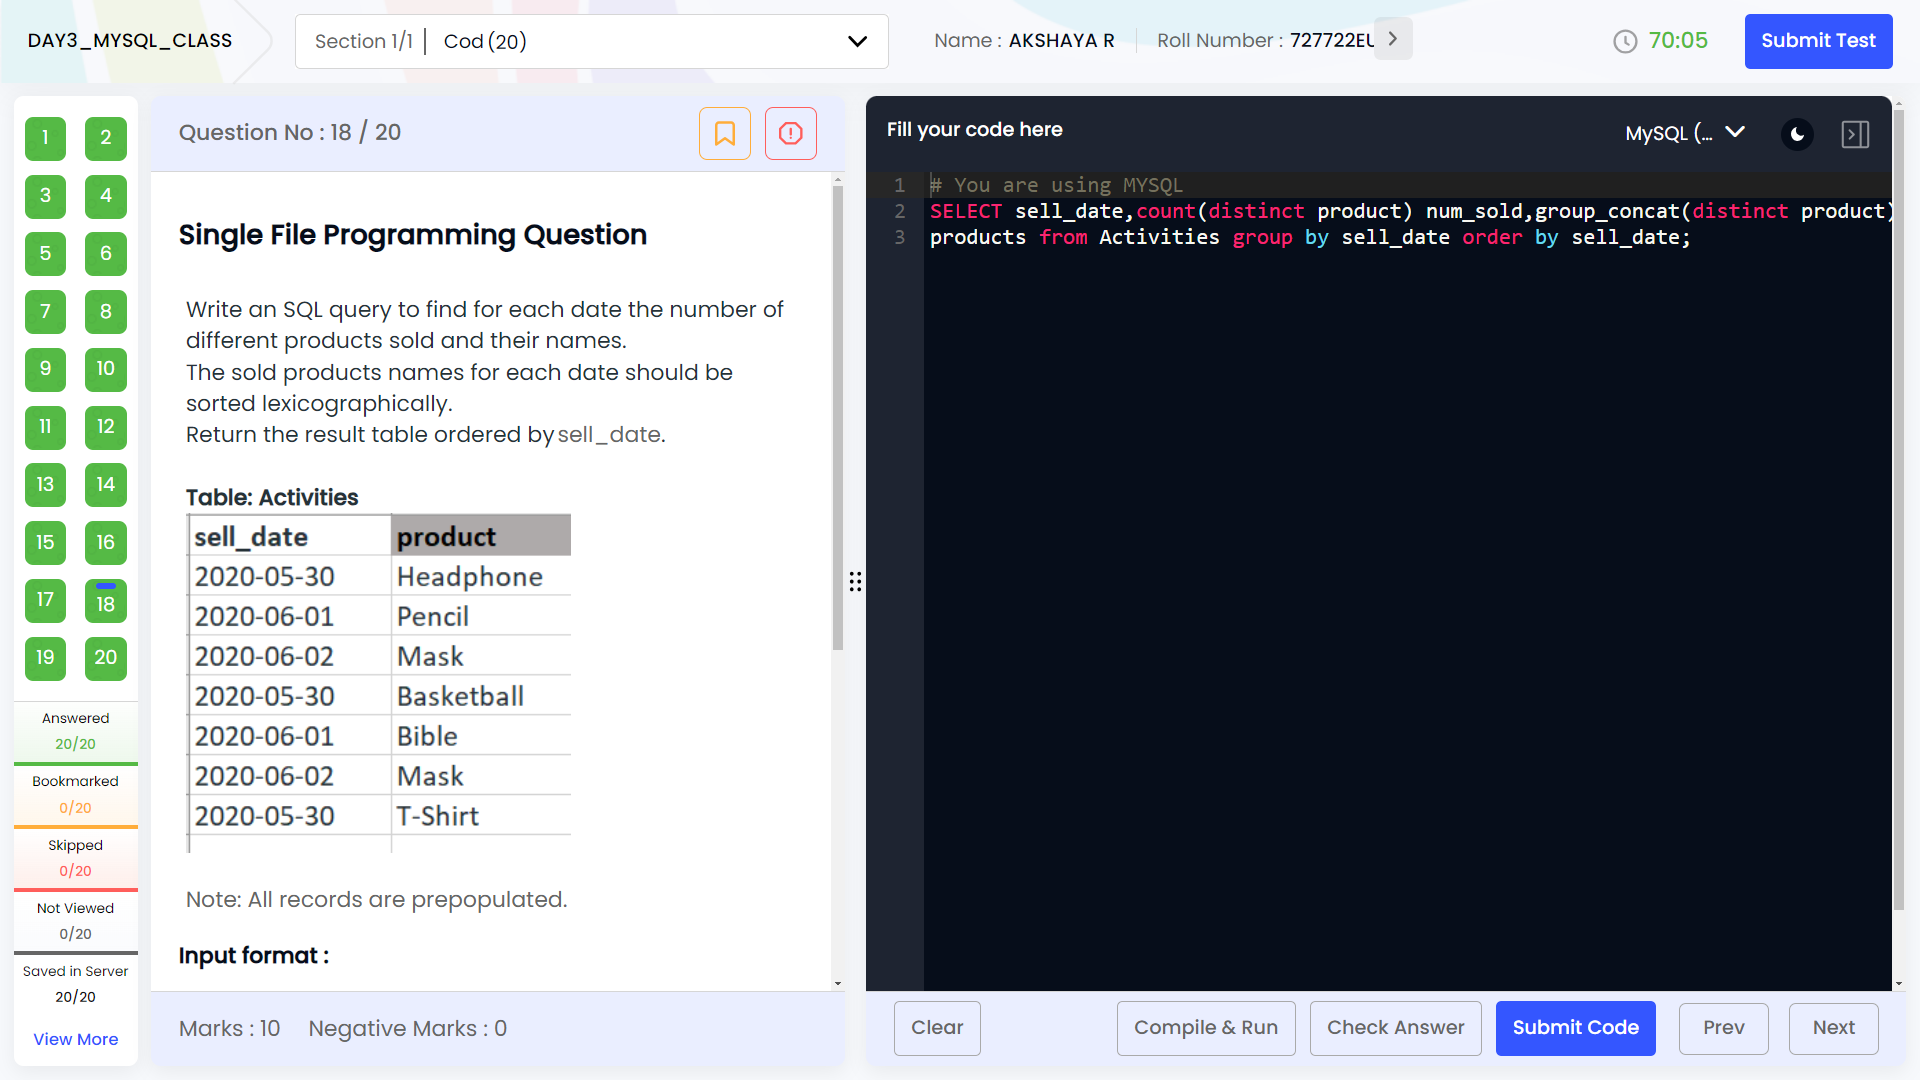 DAY3_MYSQL_CLASS
Section 1/1 | Cod (20)
Name : AKSHAYA R
Roll Number : 727722EU
70:05
Submit Test
1 2
3 4
5 6
7 8
9 10
11 12
13 14
15 16
17 18
19 20
Answered
20/20
Bookmarked
0/20
Skipped
0/20
Not Viewed
0/20
Saved in Server
20/20
View More
Question No : 18 / 20
Single File Programming Question
Write an SQL query to find for each date the number of
different products sold and their names.
The sold products names for each date should be
sorted lexicographically.
Return the result table ordered by sell_date.
Table: Activities
sell_date product
2020-05-30 Headphone
2020-06-01 Pencil
2020-06-02 Mask
2020-05-30 Basketball
2020-06-01 Bible
2020-06-02 Mask
2020-05-30 T-Shirt
Note: All records are prepopulated.
Input format :
Marks : 10 Negative Marks : 0
Fill your code here
MySQL (...
1 # You are using MYSQL
2 SELECT sell_date,count(distinct product) num_sold,group_concat(distinct product)
3 products from Activities group by sell_date order by sell_date;
Clear
Compile & Run
Check Answer
Submit Code
Prev
Next